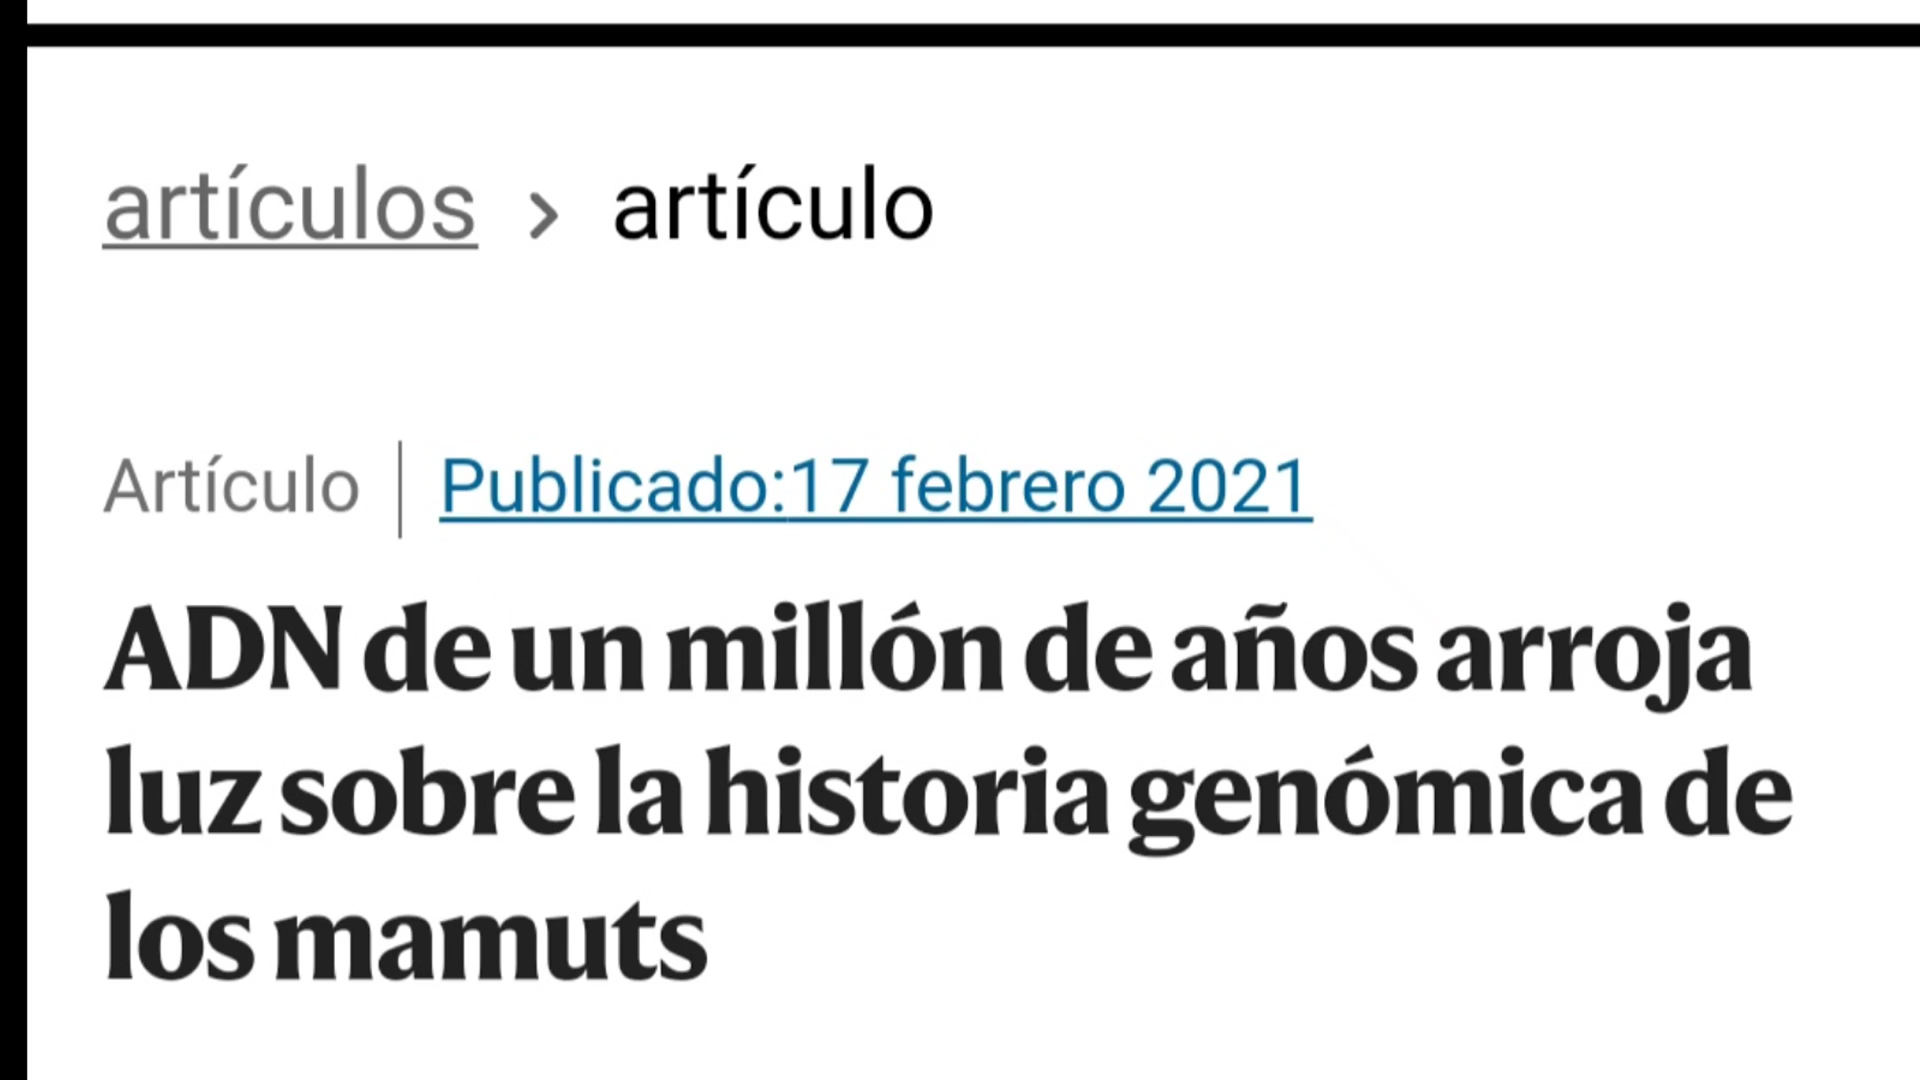 artículos > artículo
Artículo | Publicado:17 febrero 2021
ADN de un millón de años arroja
luz sobre la historia genómica de
los mamuts